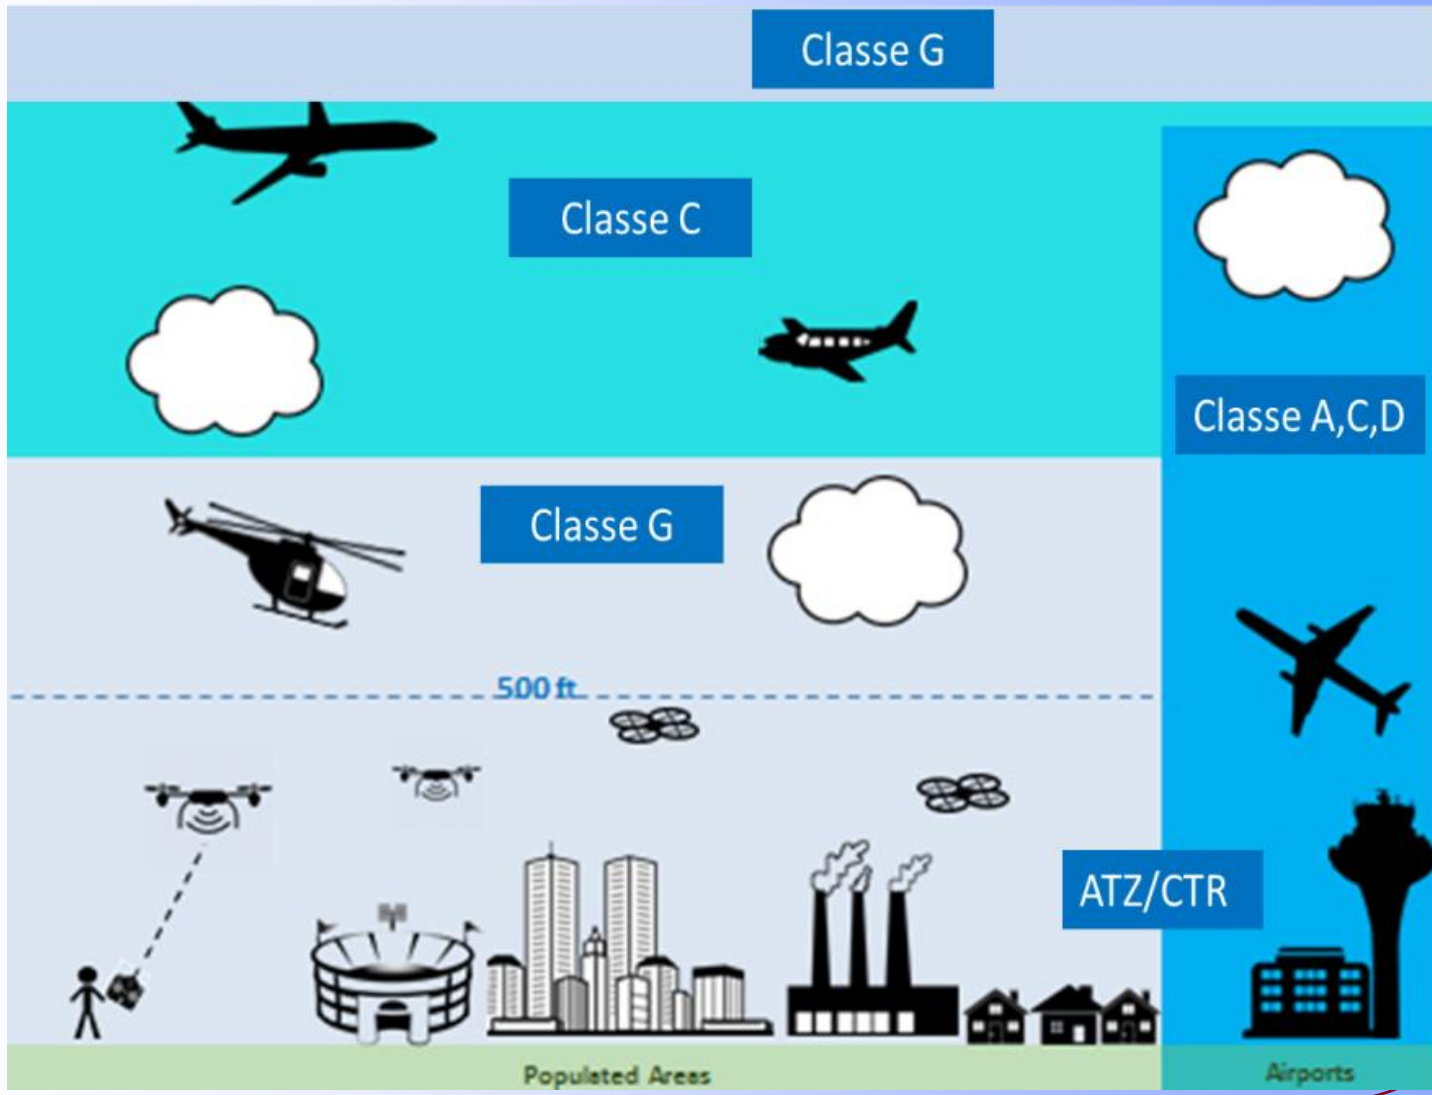 Classe G
Classe C
Classe A,C,D
Classe G
500 ft
ATZ/CTR
Populated Areas
Airports